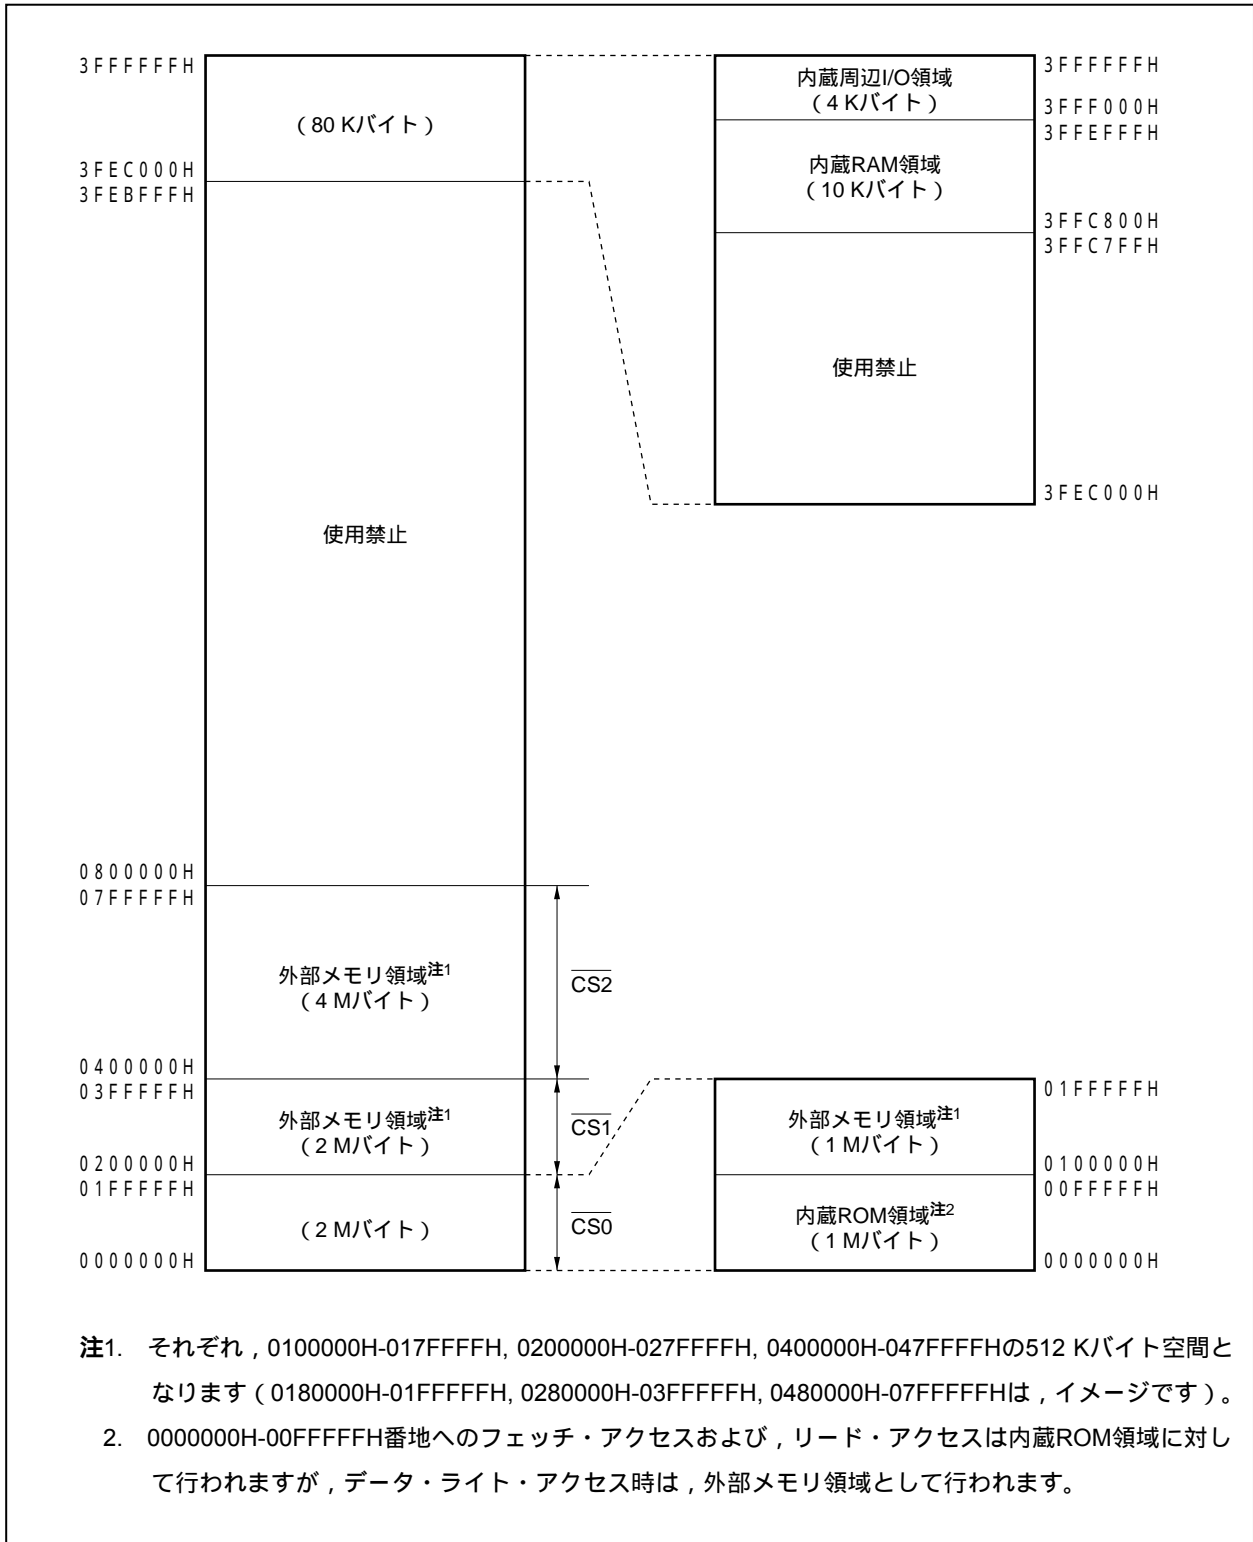 3FFFFFFH
(80 Kバイト)
3FEC000H
3FEBFFFH
使用禁止
0800000H
07FFFFFH
外部メモリ領域注1
(4 Mバイト)
CS2
0400000H
03FFFFFH
外部メモリ領域注1
(2 Mバイト)
CS1
0200000H
01FFFFFH
(2 Mバイト)
CS0
0000000H
内蔵周辺I/O領域
(4 Kバイト)
3FFFFFFH
3FFF000H
3FFEFFFH
内蔵RAM領域
(10 Kバイト)
3FFC800H
3FFC7FFH
使用禁止
3FEC000H
01FFFFFH
外部メモリ領域注1
(1 Mバイト)
0100000H
00FFFFFH
内蔵ROM領域注2
(1 Mバイト)
0000000H
注1. それぞれ，0100000H-017FFFFH, 0200000H-027FFFFH, 0400000H-047FFFFHの512 Kバイト空間と
なります（0180000H-01FFFFFH, 0280000H-03FFFFFH, 0480000H-07FFFFFHは，イメージです）。
2. 0000000H-00FFFFFH番地へのフェッチ・アクセスおよび，リード・アクセスは内蔵ROM領域に対し
て行われますが，データ・ライト・アクセス時は，外部メモリ領域として行われます。